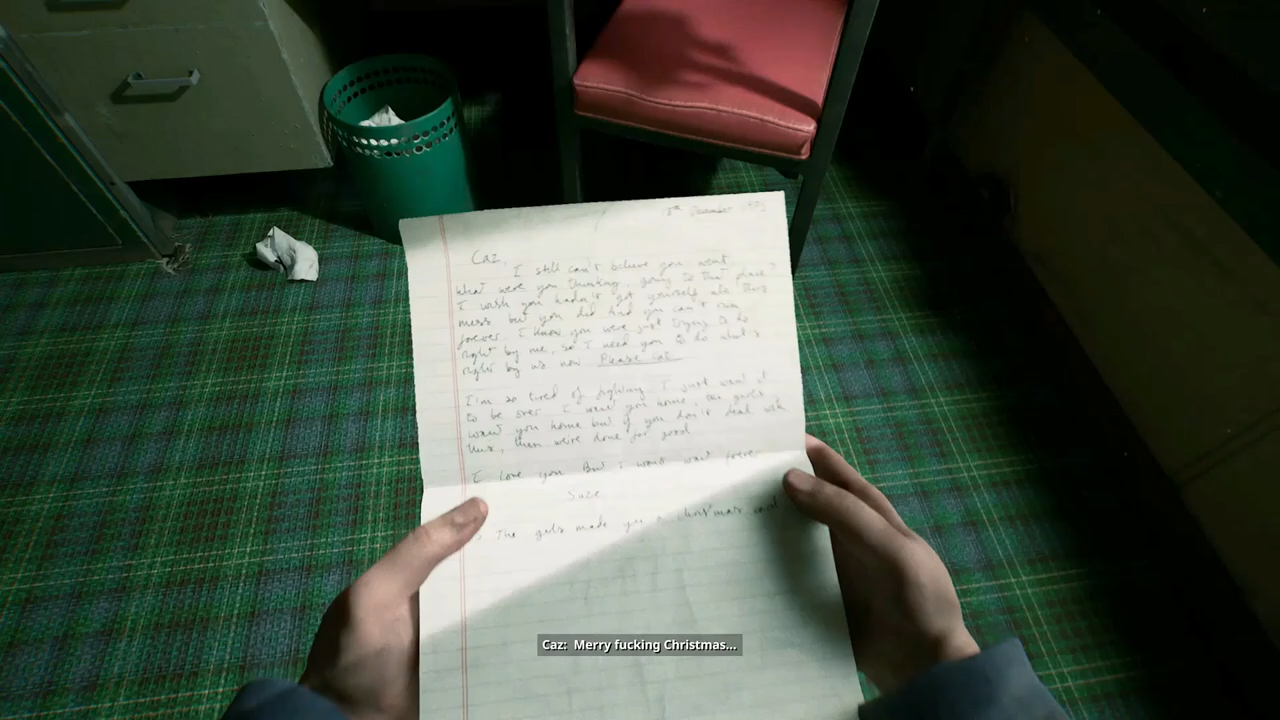 18th December 1975
Caz,
I still can't believe you went.
What were you thinking, going to that place?
I wish you hadn't got yourself into this
mess but you did and you can't run
forever. I know you were just trying to do
right by me, so I need you to do what's
right by us now Please Caz
I'm so tired of fighting I just want it
to be over. I want you home, the girls
want you home but if you don't deal with
this, then we're done for good
I love you But I won't wait forever
Suze
The girls made you a christmas card
Caz: Merry fucking Christmas...